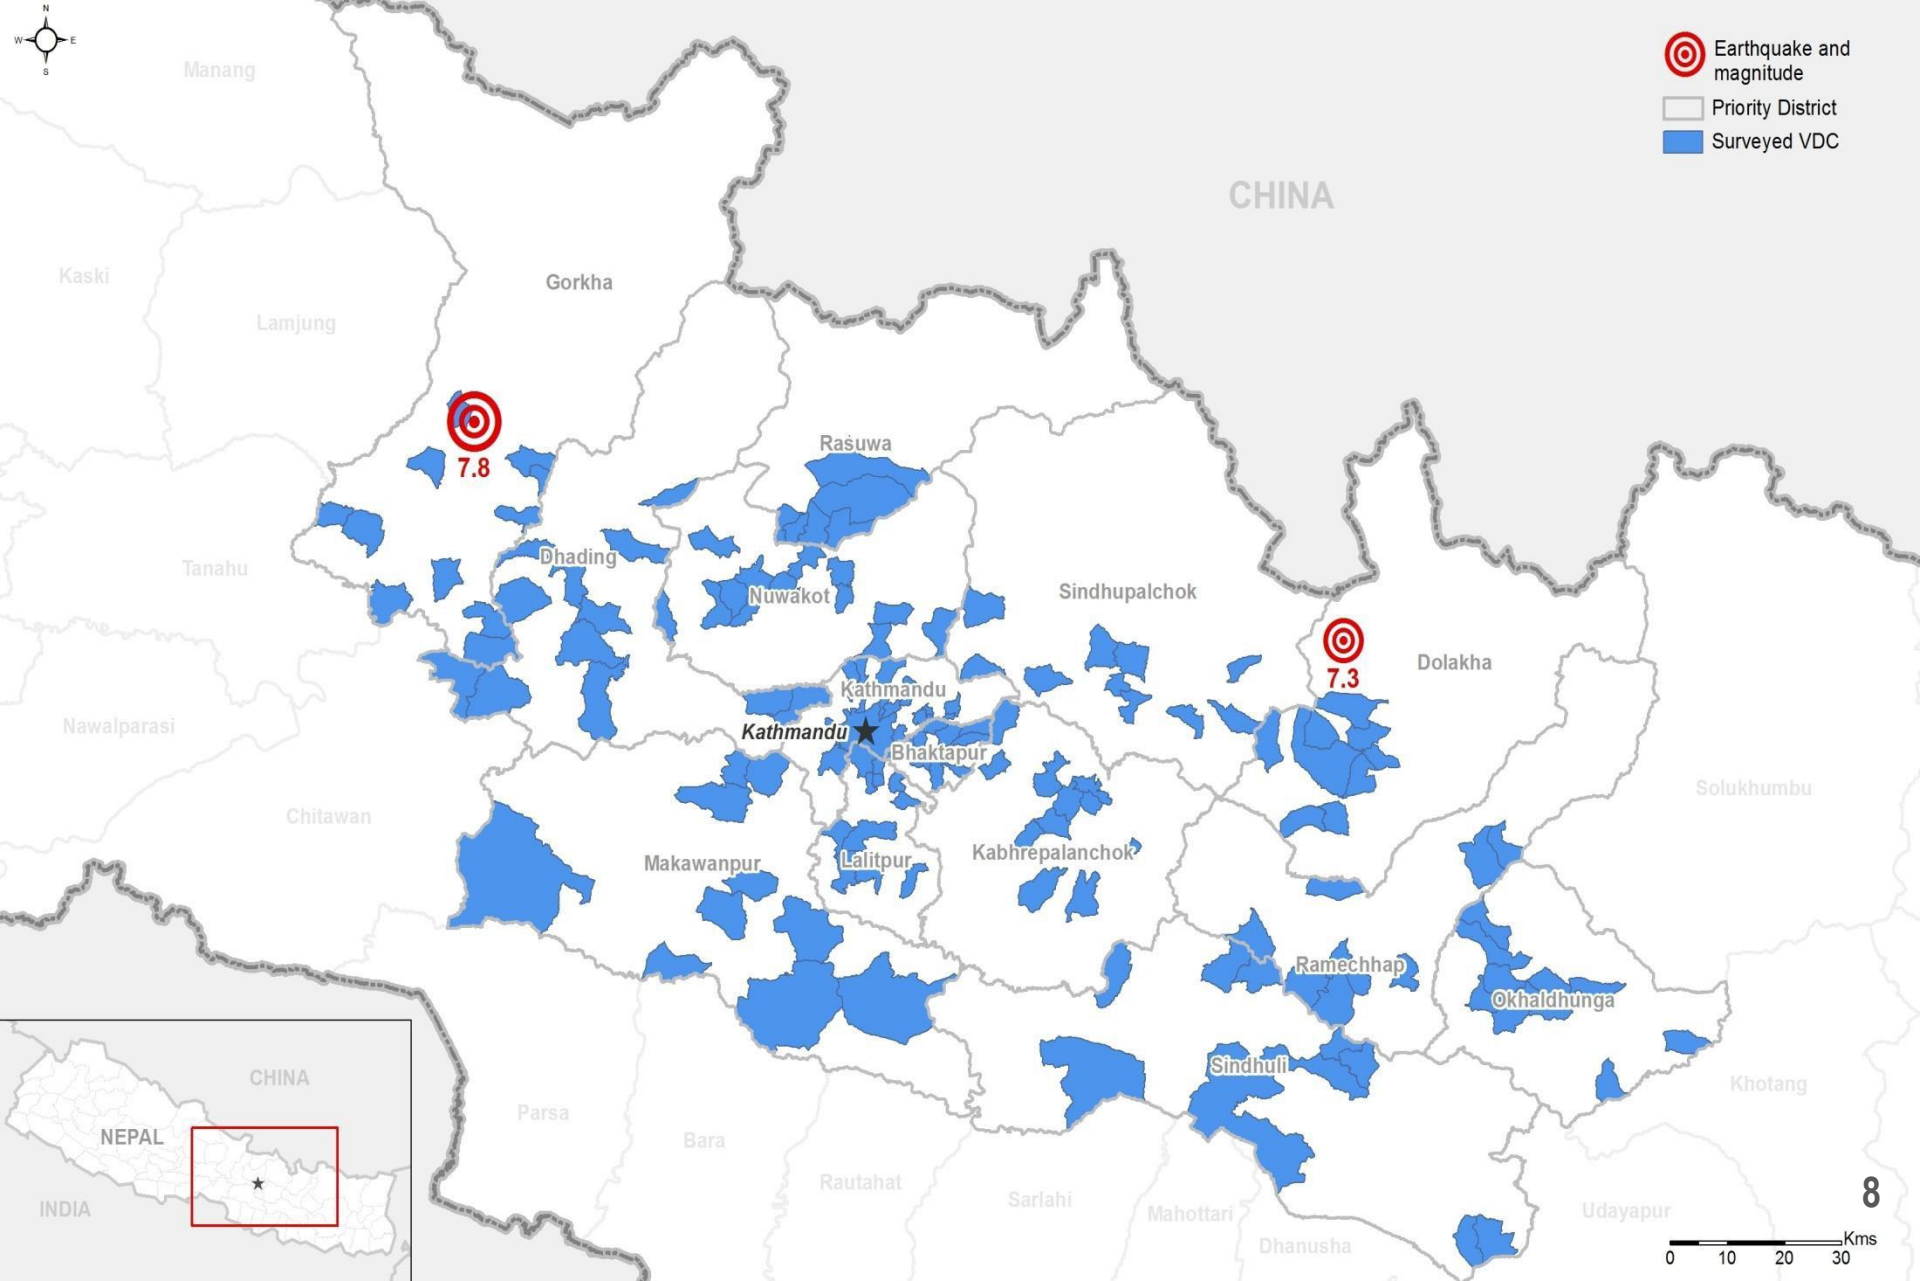 N
W
E
S
Earthquake and
magnitude
Priority District
Surveyed VDC
Manang
CHINA
Kaski
Gorkha
Lamjung
Rasuwa
7.8
Dhading
Tanahu
Nuwakot
Sindhupalchok
7.3
Dolakha
Kathmandu
Nawalparasi
Kathmandu
Bhaktapur
Solukhumbu
Chitawan
Makawanpur
Lalitpur
Kabhrepalanchok
Ramechhap
Okhaldhunga
Sindhuli
CHINA
Khotang
Parsa
NEPAL
Bara
Rautahat
Sarlahi
INDIA
Mahottari
Udayapur
8
Dhanusha
Kms
0 10 20 30